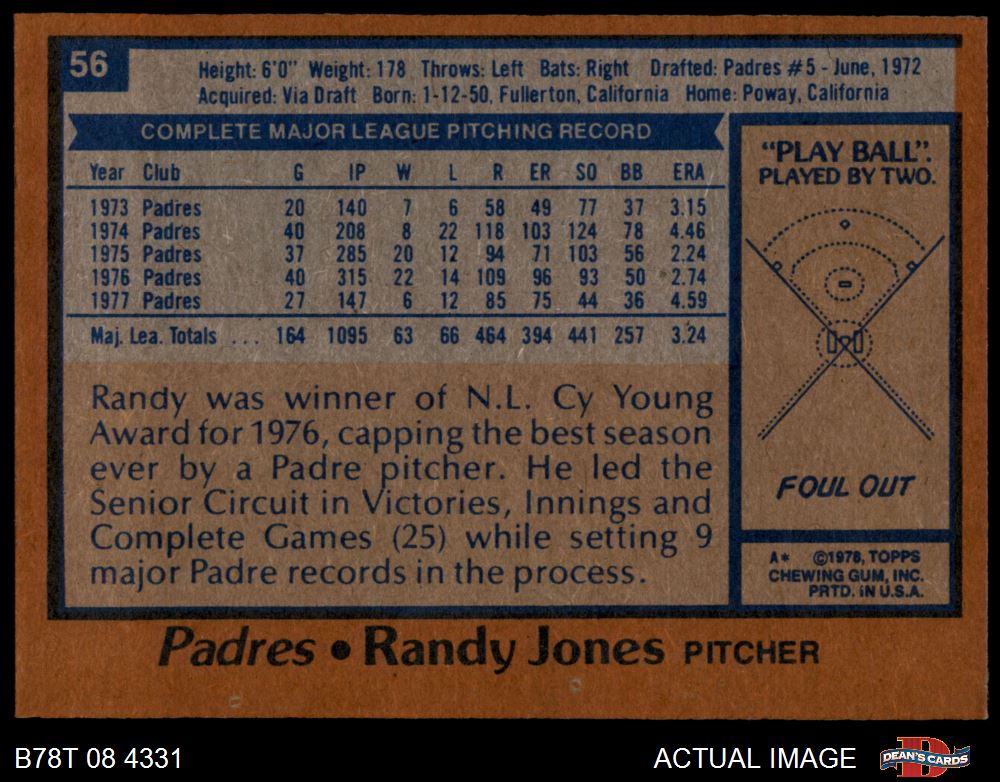 56
Height: 6'0" Weight: 178 Throws: Left Bats: Right Drafted: Padres #5 - June, 1972
Acquired: Via Draft Born: 1-12-50, Fullerton, California Home: Poway, California
COMPLETE MAJOR LEAGUE PITCHING RECORD
Year Club G IP W L R ER SO BB ERA
1973 Padres 20 140 7 6 58 49 77 37 3.15
1974 Padres 40 208 8 22 118 103 124 78 4.46
1975 Padres 37 285 20 12 94 71 103 56 2.24
1976 Padres 40 315 22 14 109 96 93 50 2.74
1977 Padres 27 147 6 12 85 75 44 36 4.59
Maj. Lea. Totals ... 164 1095 63 66 464 394 441 257 3.24
Randy was winner of N.L. Cy Young
Award for 1976, capping the best season
ever by a Padre pitcher. He led the
Senior Circuit in Victories, Innings and
Complete Games (25) while setting 9
major Padre records in the process.
"PLAY BALL".
PLAYED BY TWO.
FOUL OUT
A* ©1978, TOPPS
CHEWING GUM, INC.
PRTD. IN U.S.A.
Padres • Randy Jones PITCHER
B78T 08 4331
ACTUAL IMAGE
DEAN'S CARDS